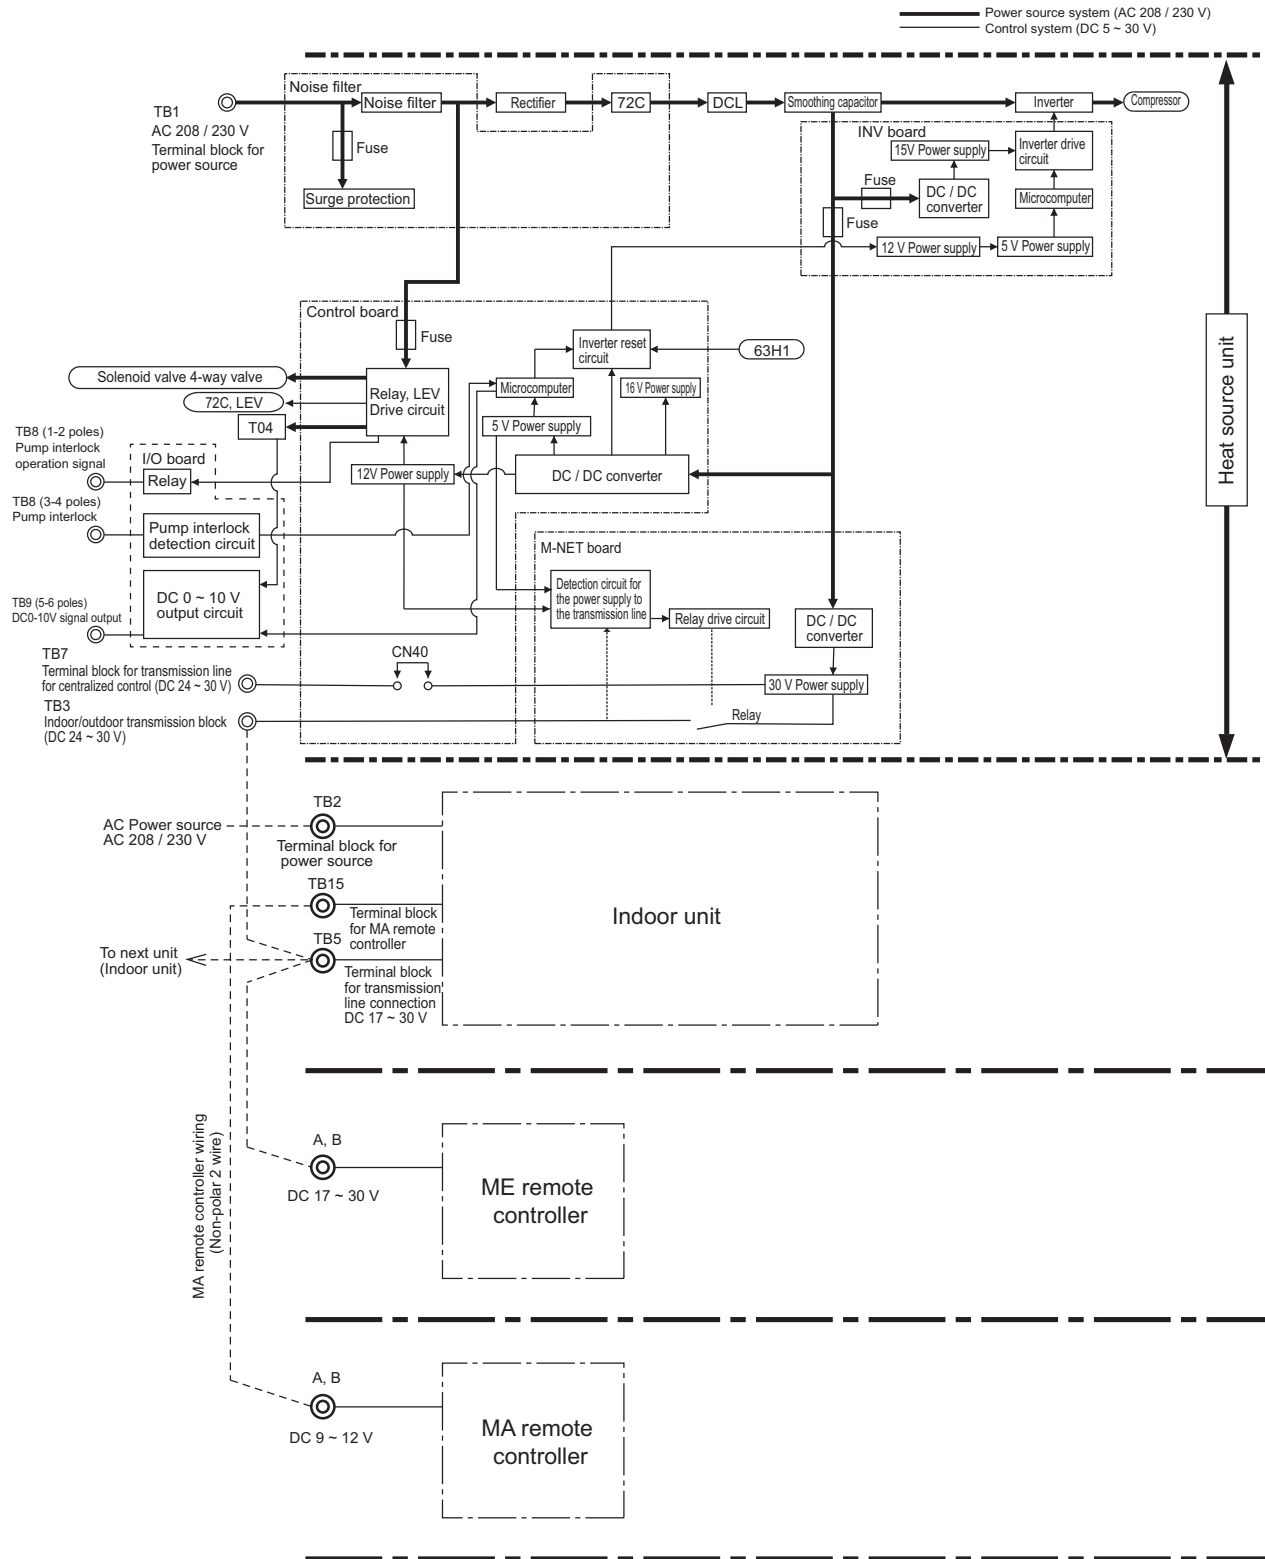 Power source system (AC 208 / 230 V)
Control system (DC 5 ~ 30 V)
Noise filter
TB1
AC 208 / 230 V
Terminal block for
power source
Noise filter
Rectifier
72C
DCL
Smoothing capacitor
Inverter
Compressor
Fuse
Surge protection
INV board
15V Power supply
Inverter drive
circuit
Fuse
DC / DC
converter
Microcomputer
Fuse
12 V Power supply
5 V Power supply
Heat source unit
Control board
Fuse
Inverter reset
circuit
63H1
Solenoid valve 4-way valve
Relay, LEV
Drive circuit
Microcomputer
16 V Power supply
72C, LEV
T04
5 V Power supply
TB8 (1-2 poles)
Pump interlock
operation signal
I/O board
Relay
12V Power supply
DC / DC converter
TB8 (3-4 poles)
Pump interlock
Pump interlock
detection circuit
M-NET board
DC 0 ~ 10 V
output circuit
Detection circuit for
the power supply to
the transmission line
Relay drive circuit
DC / DC
converter
TB9 (5-6 poles)
DC0-10V signal output
TB7
Terminal block for transmission line
for centralized control (DC 24 ~ 30 V)
CN40
30 V Power supply
TB3
Indoor/outdoor transmission block
(DC 24 ~ 30 V)
Relay
TB2
AC Power source
AC 208 / 230 V
Terminal block for
power source
TB15
Terminal block
for MA remote
controller
Indoor unit
TB5
To next unit
(Indoor unit)
Terminal block
for transmission
line connection
DC 17 ~ 30 V
MA remote controller wiring
(Non-polar 2 wire)
A, B
DC 17 ~ 30 V
ME remote
controller
A, B
DC 9 ~ 12 V
MA remote
controller